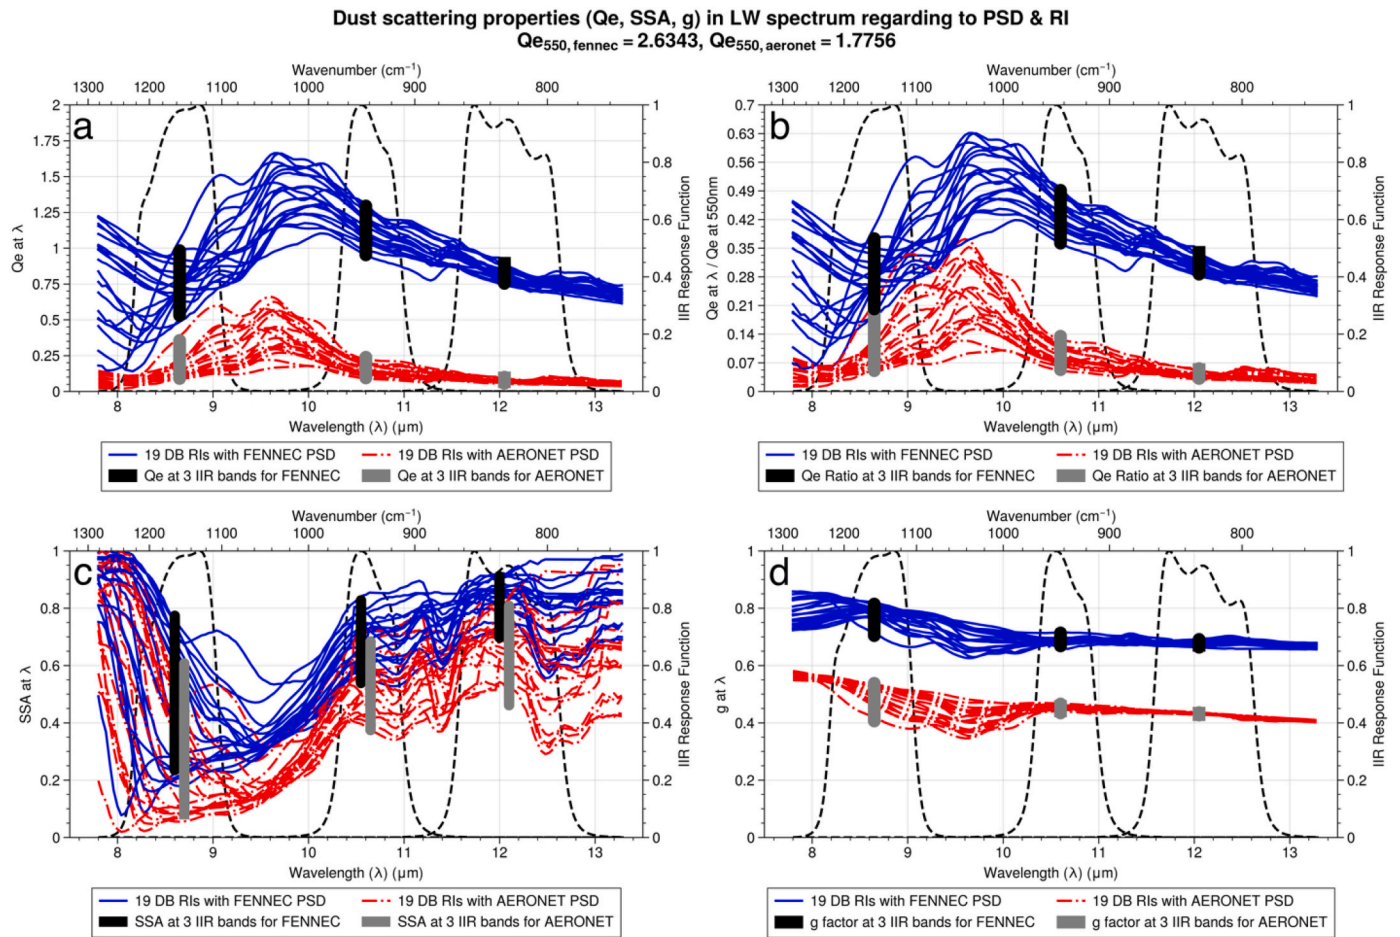 Dust scattering properties (Qe, SSA, g) in LW spectrum regarding to PSD & RI
Qe550, fennec = 2.6343, Qe550, aeronet = 1.7756
Wavenumber (cm−1)
1300 1200 1100 1000 900 800
a
Qe at λ
2
1.75
1.5
1.25
1
0.75
0.5
0.25
0
IIR Response Function
1
0.8
0.6
0.4
0.2
0
8 9 10 11 12 13
Wavelength (λ) (μm)
19 DB RIs with FENNEC PSD
19 DB RIs with AERONET PSD
Qe at 3 IIR bands for FENNEC
Qe at 3 IIR bands for AERONET
Wavenumber (cm−1)
1300 1200 1100 1000 900 800
b
Qe at λ / Qe at 550nm
0.7
0.63
0.56
0.49
0.42
0.35
0.28
0.21
0.14
0.07
0
IIR Response Function
1
0.8
0.6
0.4
0.2
0
8 9 10 11 12 13
Wavelength (λ) (μm)
19 DB RIs with FENNEC PSD
19 DB RIs with AERONET PSD
Qe Ratio at 3 IIR bands for FENNEC
Qe Ratio at 3 IIR bands for AERONET
Wavenumber (cm−1)
1300 1200 1100 1000 900 800
c
SSA at λ
1
0.8
0.6
0.4
0.2
0
IIR Response Function
1
0.8
0.6
0.4
0.2
0
8 9 10 11 12 13
Wavelength (λ) (μm)
19 DB RIs with FENNEC PSD
19 DB RIs with AERONET PSD
SSA at 3 IIR bands for FENNEC
SSA at 3 IIR bands for AERONET
Wavenumber (cm−1)
1300 1200 1100 1000 900 800
d
g at λ
1
0.8
0.6
0.4
0.2
0
IIR Response Function
1
0.8
0.6
0.4
0.2
0
8 9 10 11 12 13
Wavelength (λ) (μm)
19 DB RIs with FENNEC PSD
19 DB RIs with AERONET PSD
g factor at 3 IIR bands for FENNEC
g factor at 3 IIR bands for AERONET